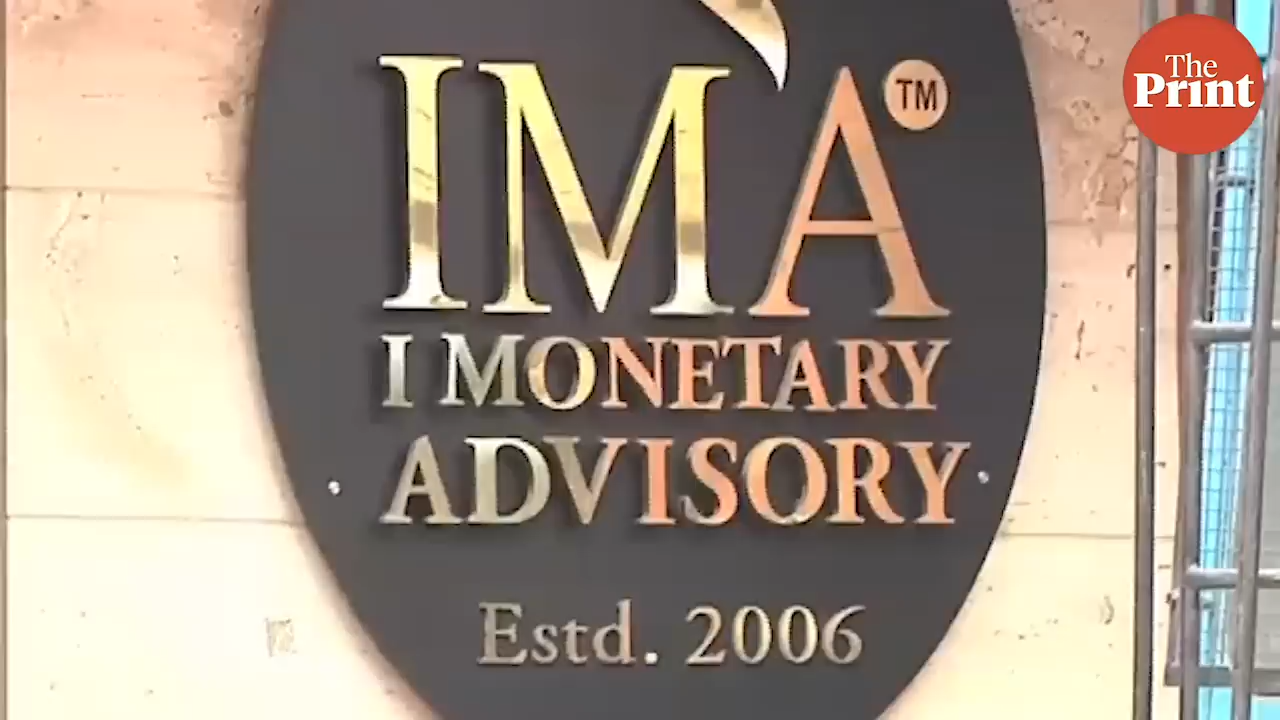 The
Print
IMA
TM
I MONETARY
ADVISORY
Estd. 2006